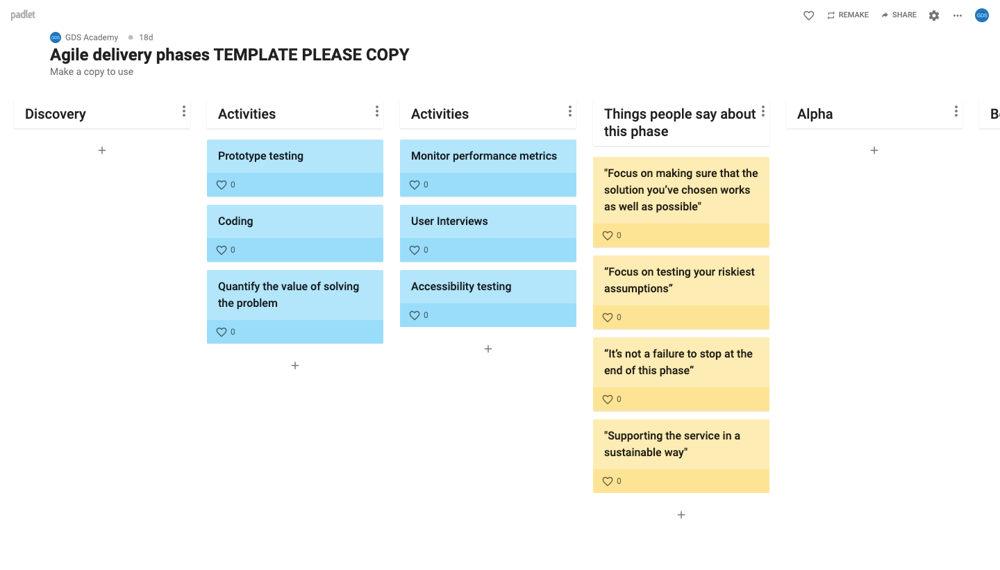 padlet
REMAKE
SHARE
GDS
GDS
GDS Academy
18d
Agile delivery phases TEMPLATE PLEASE COPY
Make a copy to use
Discovery
Activities
Prototype testing
0
Coding
0
Quantify the value of solving
the problem
0
Activities
Monitor performance metrics
0
User Interviews
0
Accessibility testing
0
Things people say about
this phase
"Focus on making sure that the
solution you’ve chosen works
as well as possible"
0
“Focus on testing your riskiest
assumptions”
0
“It’s not a failure to stop at the
end of this phase”
0
"Supporting the service in a
sustainable way"
0
Alpha